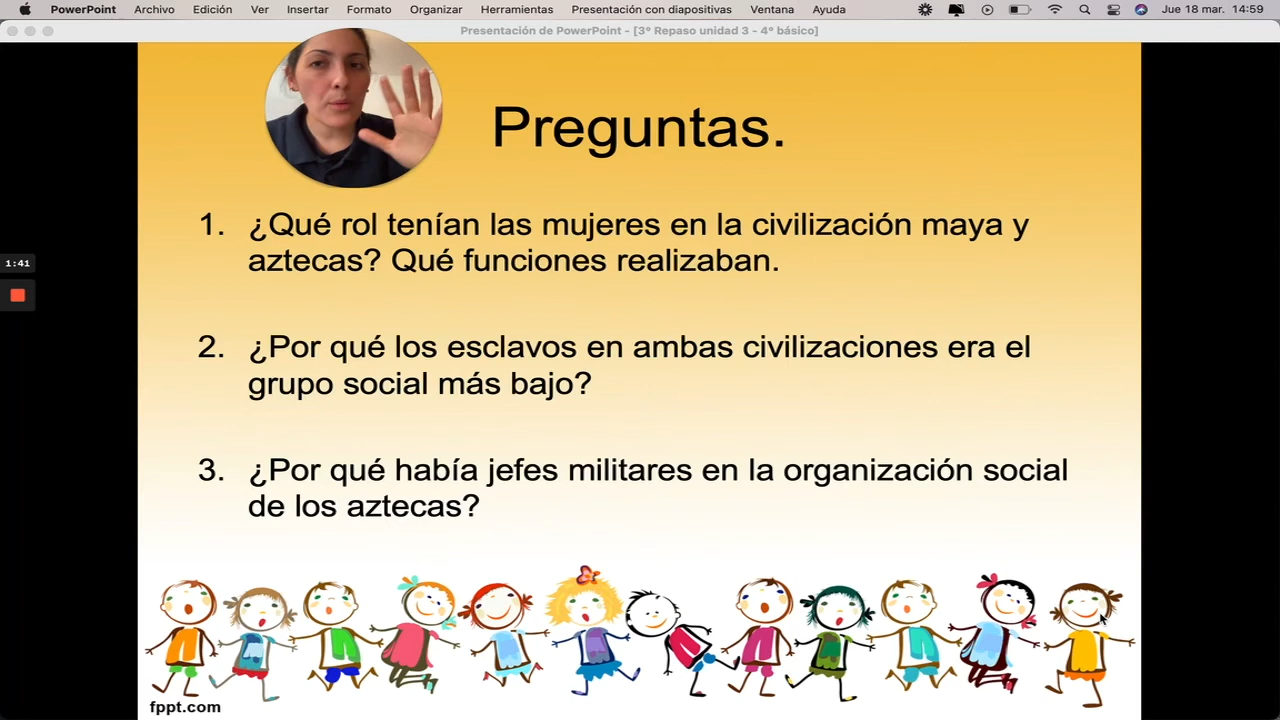 PowerPoint Archivo Edición Ver Insertar Formato Organizar Herramientas Presentación con diapositivas Ventana Ayuda Jue 18 mar. 14:59
Presentación de PowerPoint - [3° Repaso unidad 3 - 4° básico]
Preguntas.
1. ¿Qué rol tenían las mujeres en la civilización maya y
aztecas? Qué funciones realizaban.
1:41
2. ¿Por qué los esclavos en ambas civilizaciones era el
grupo social más bajo?
3. ¿Por qué había jefes militares en la organización social
de los aztecas?
fppt.com